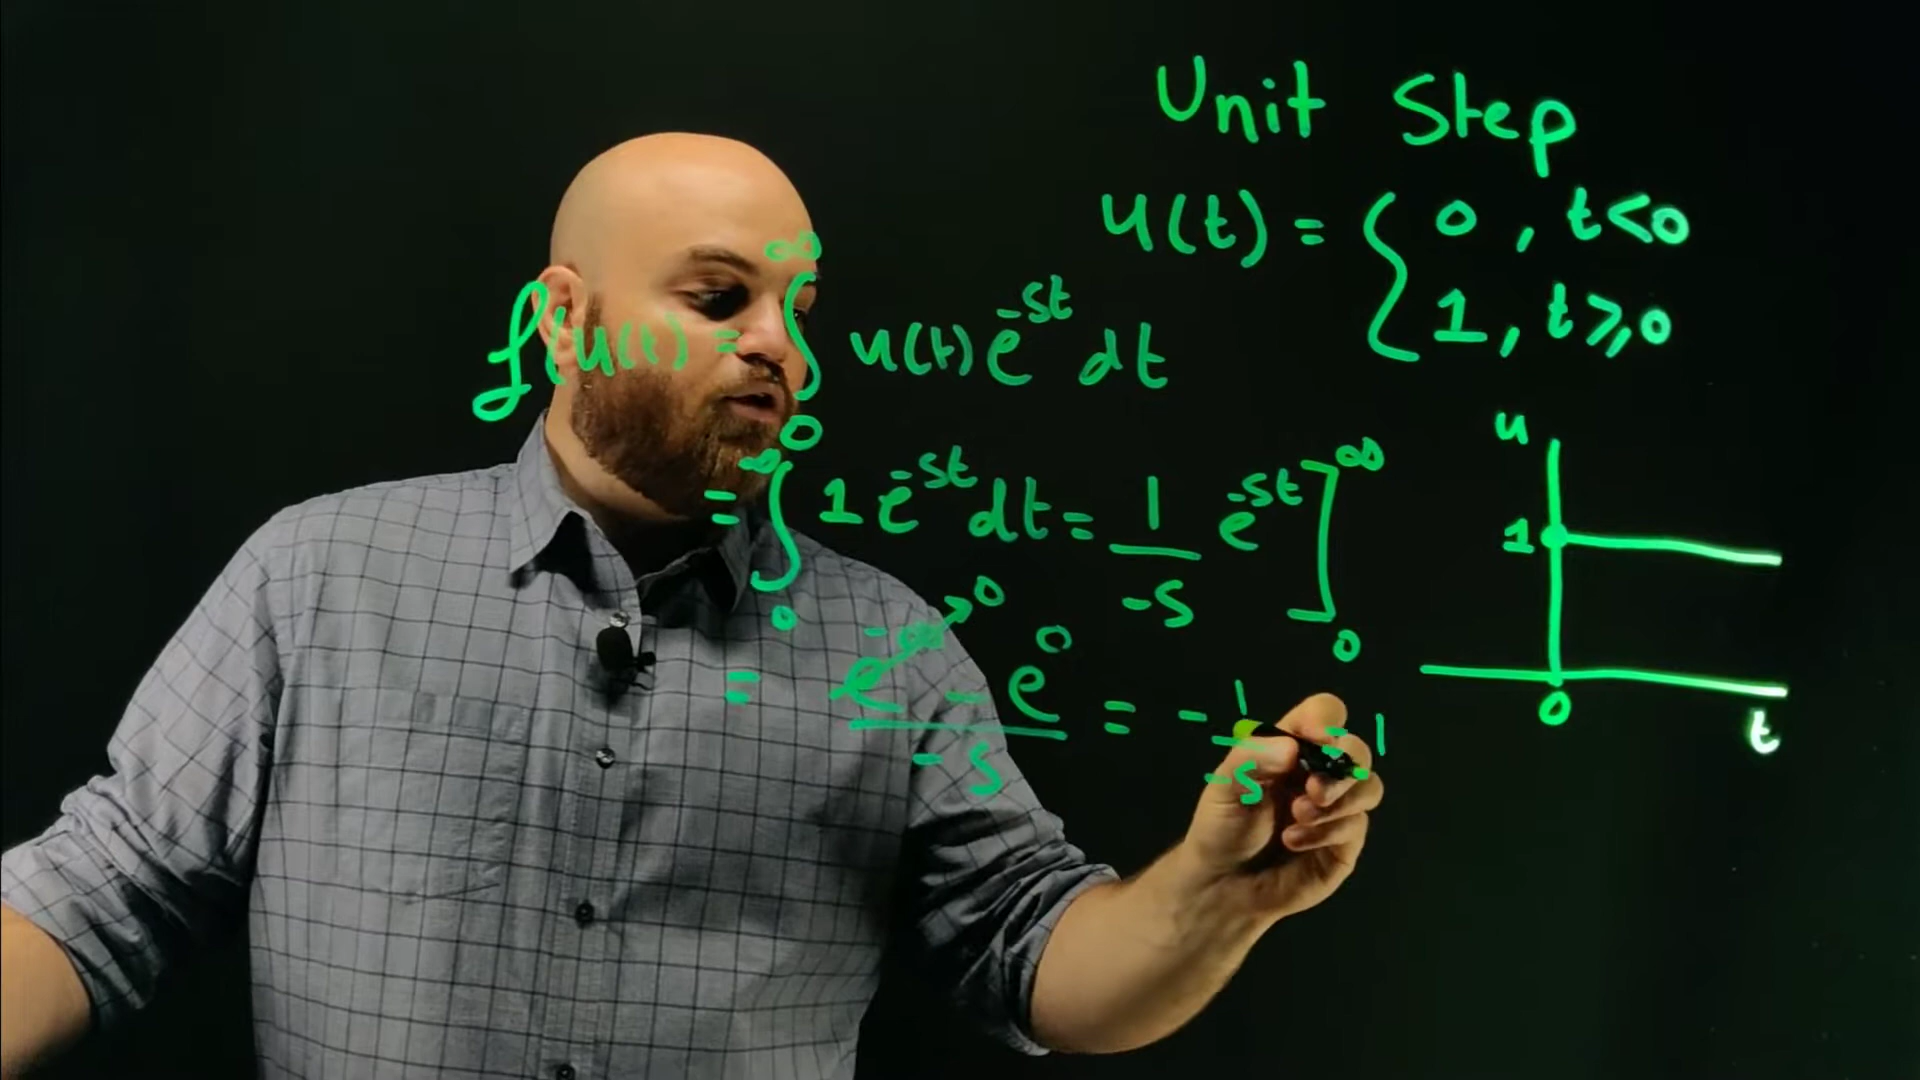 Unit Step
u(t) = { 0 , t<0
1 , t⩾0
ℒ(u(t) = ∫₀^∞ u(t) e^-st dt
= ∫₀^∞ 1 e^-st dt = 1/-s e^-st ]₀^∞
= e^-∞ → 0 - e^0 / -s = - 1/-s = 1
u
1
0
t